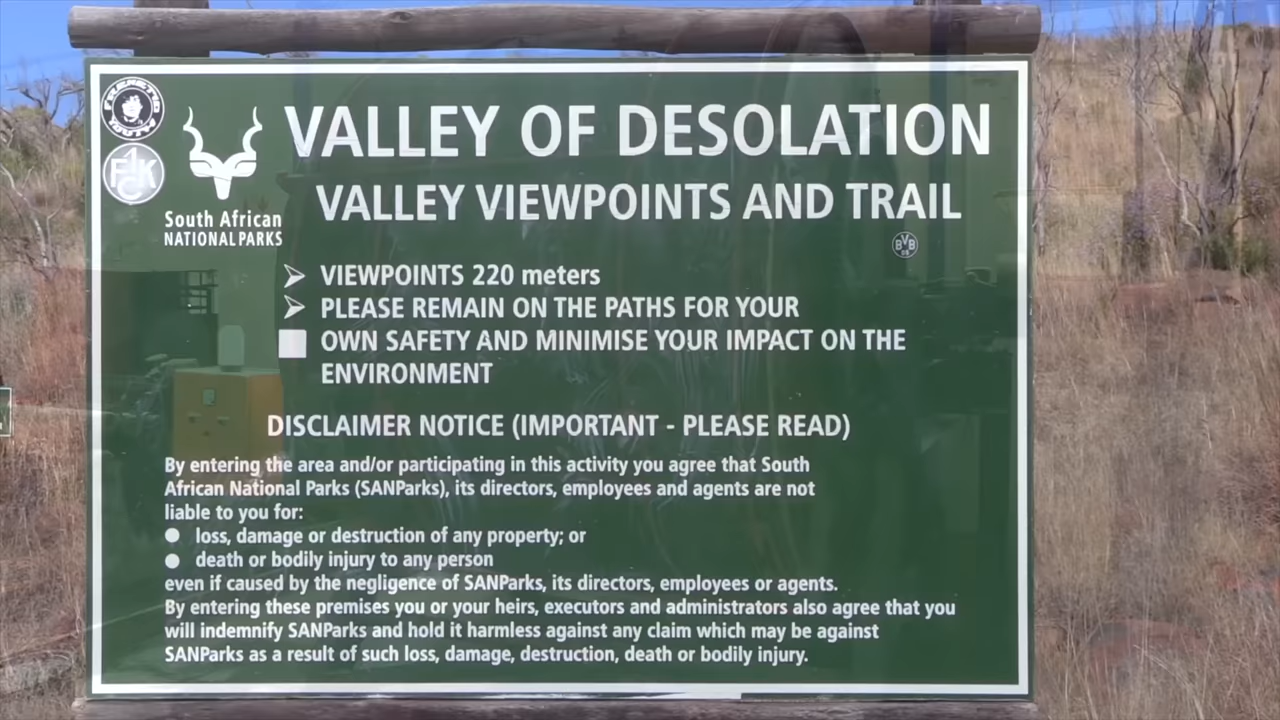 VALLEY OF DESOLATION
VALLEY VIEWPOINTS AND TRAIL
South African
NATIONAL PARKS
FCK
BVB
09
VIEWPOINTS 220 meters
PLEASE REMAIN ON THE PATHS FOR YOUR
OWN SAFETY AND MINIMISE YOUR IMPACT ON THE
ENVIRONMENT
DISCLAIMER NOTICE (IMPORTANT - PLEASE READ)
By entering the area and/or participating in this activity you agree that South
African National Parks (SANParks), its directors, employees and agents are not
liable to you for:
loss, damage or destruction of any property; or
death or bodily injury to any person
even if caused by the negligence of SANParks, its directors, employees or agents.
By entering these premises you or your heirs, executors and administrators also agree that you
will indemnify SANParks and hold it harmless against any claim which may be against
SANParks as a result of such loss, damage, destruction, death or bodily injury.